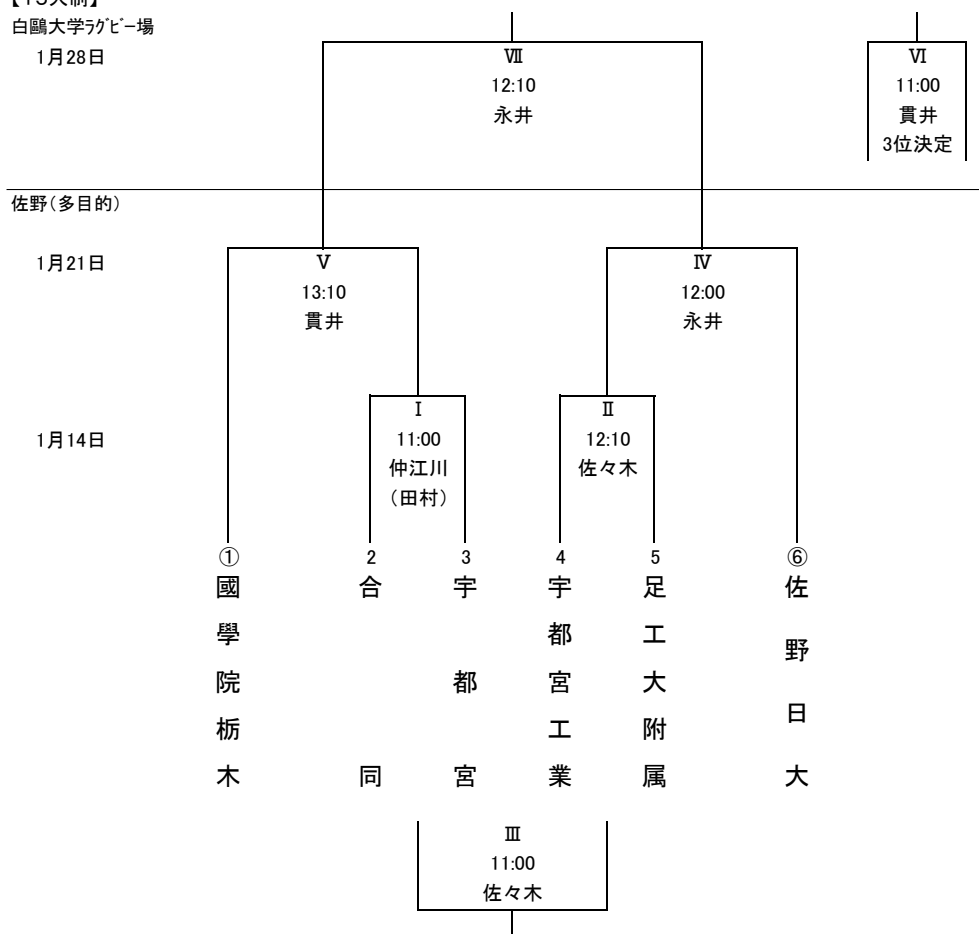 【15人制】
白鷗大学ラグビー場
1月28日
Ⅶ
12:10
永井
Ⅵ
11:00
貫井
3位決定
佐野(多目的)
1月21日
Ⅴ
13:10
貫井
Ⅳ
12:00
永井
1月14日
Ⅰ
11:00
仲江川
(田村)
Ⅱ
12:10
佐々木
①
國學院栃木
2
合同
3
宇都宮
4
宇都宮工業
5
足工大附属
⑥
佐野日大
Ⅲ
11:00
佐々木